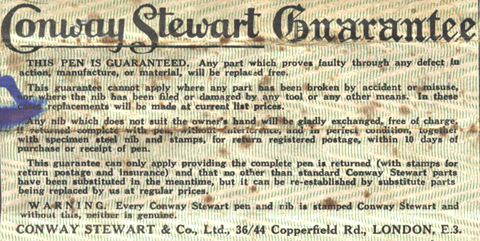 Conway Stewart Guarantee
THIS PEN IS GUARANTEED. Any part which proves faulty through any defect in
action, manufacture, or material, will be replaced free.
This guarantee cannot apply where any part has been broken by accident or misuse,
or where the nib has been filed or damaged by any tool or any other means. In these
cases replacements will be made at current list prices.
Any nib which does not suit the owner's hand will be gladly exchanged, free of charge,
if returned complete with pen, without interference, and in perfect condition, together
with specimen steel nib and stamps, for return registered postage, within 10 days of
purchase or receipt of pen.
This guarantee can only apply providing the complete pen is returned (with stamps for
return postage and insurance) and that no other than standard Conway Stewart parts
have been substituted in the meantime, but it can be re-established by substitute parts
being replaced by us at regular prices.
WARNING. Every Conway Stewart pen and nib is stamped Conway Stewart and
without this, neither is genuine.
CONWAY STEWART & Co., Ltd., 36/44 Copperfield Rd., LONDON, E.3.